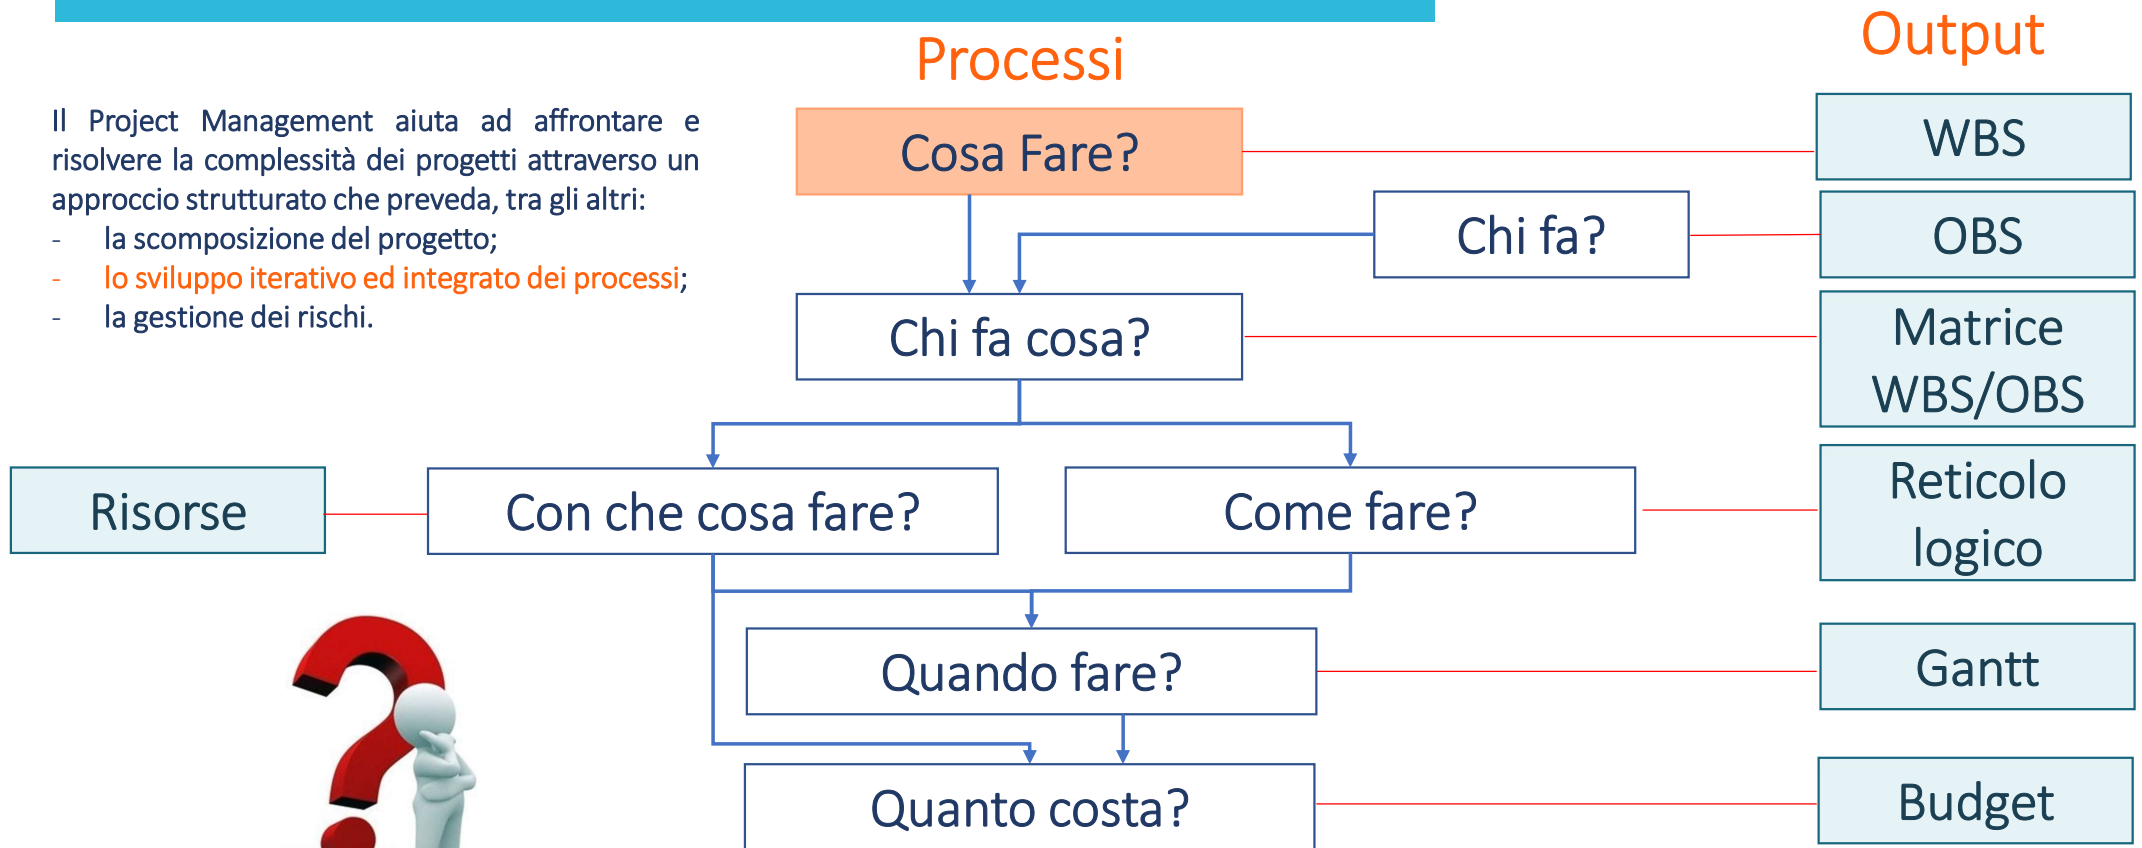 Processi
Output
Il Project Management aiuta ad affrontare e
risolvere la complessità dei progetti attraverso un
approccio strutturato che preveda, tra gli altri:
- la scomposizione del progetto;
- lo sviluppo iterativo ed integrato dei processi;
- la gestione dei rischi.
Cosa Fare?
WBS
Chi fa?
OBS
Chi fa cosa?
Matrice
WBS/OBS
Risorse
Con che cosa fare?
Come fare?
Reticolo
logico
Quando fare?
Gantt
Quanto costa?
Budget